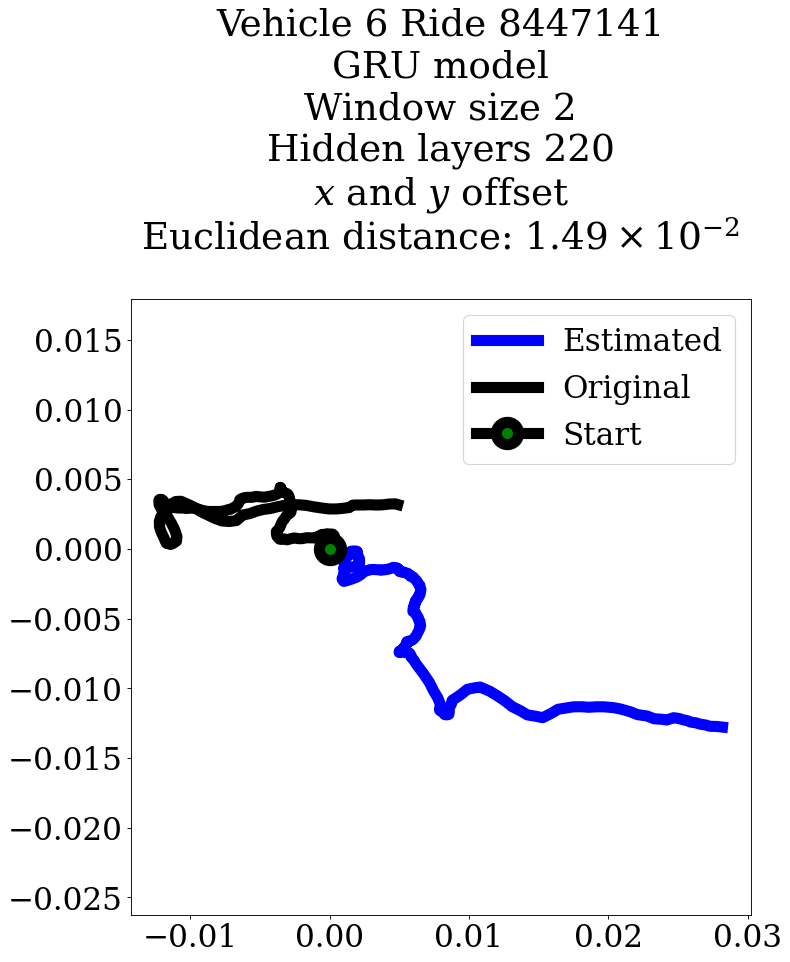 Vehicle 6 Ride 8447141
GRU model
Window size 2
Hidden layers 220
x and y offset
Euclidean distance: 1.49 × 10⁻²
Estimated
Original
Start
0.015
0.010
0.005
0.000
−0.005
−0.010
−0.015
−0.020
−0.025
−0.01 0.00 0.01 0.02 0.03